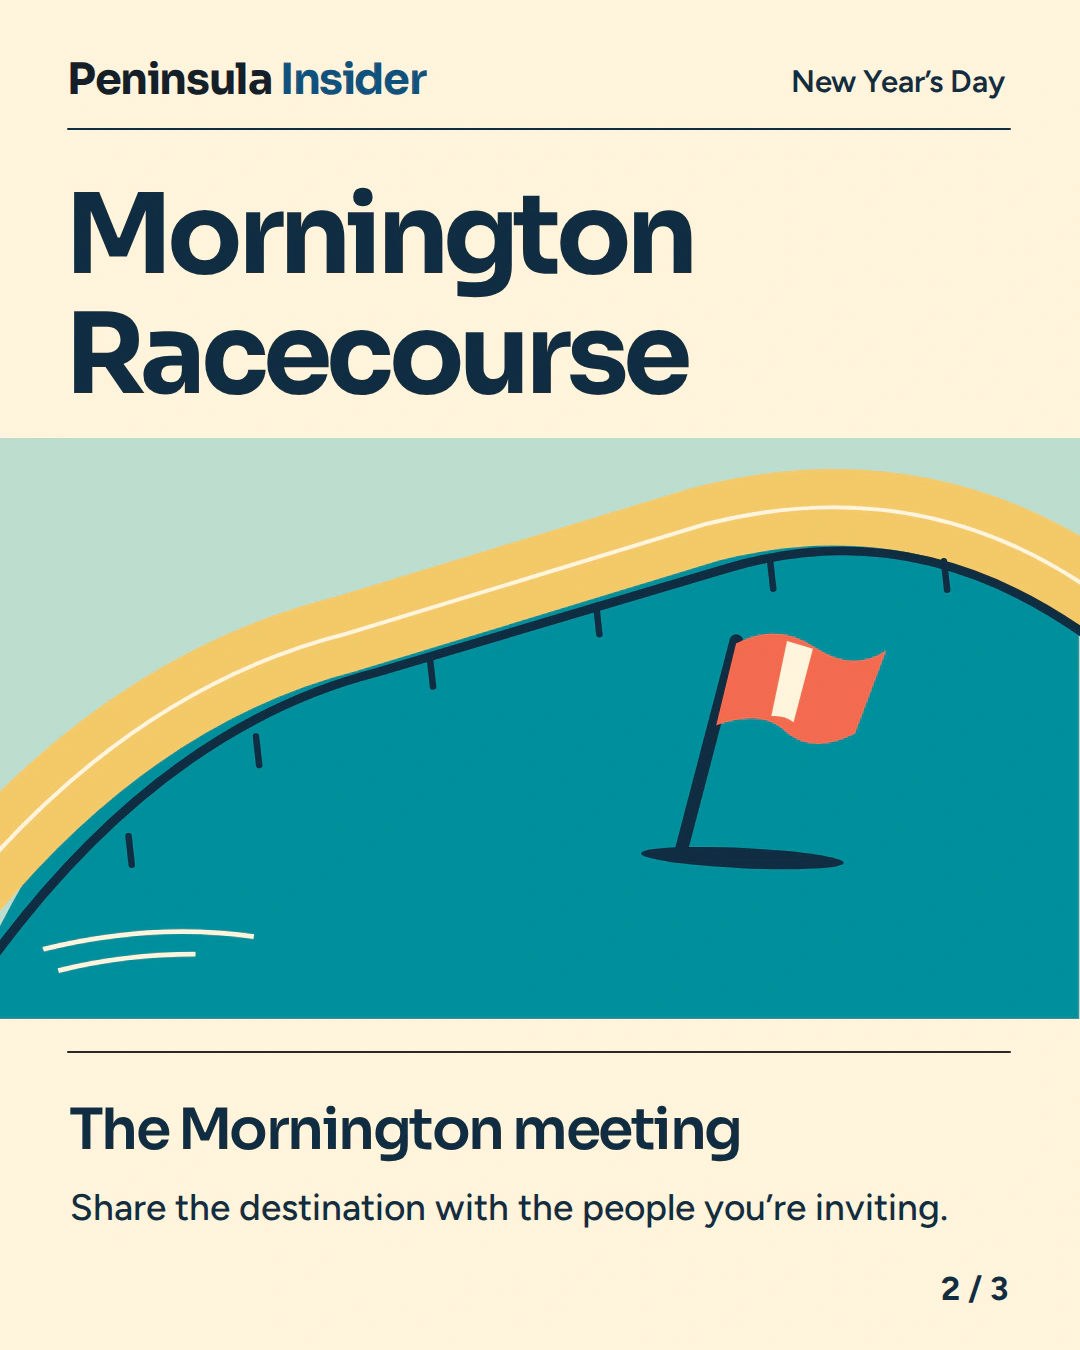 Peninsula Insider
New Year’s Day
Mornington
Racecourse
The Mornington meeting
Share the destination with the people you’re inviting.
2 / 3